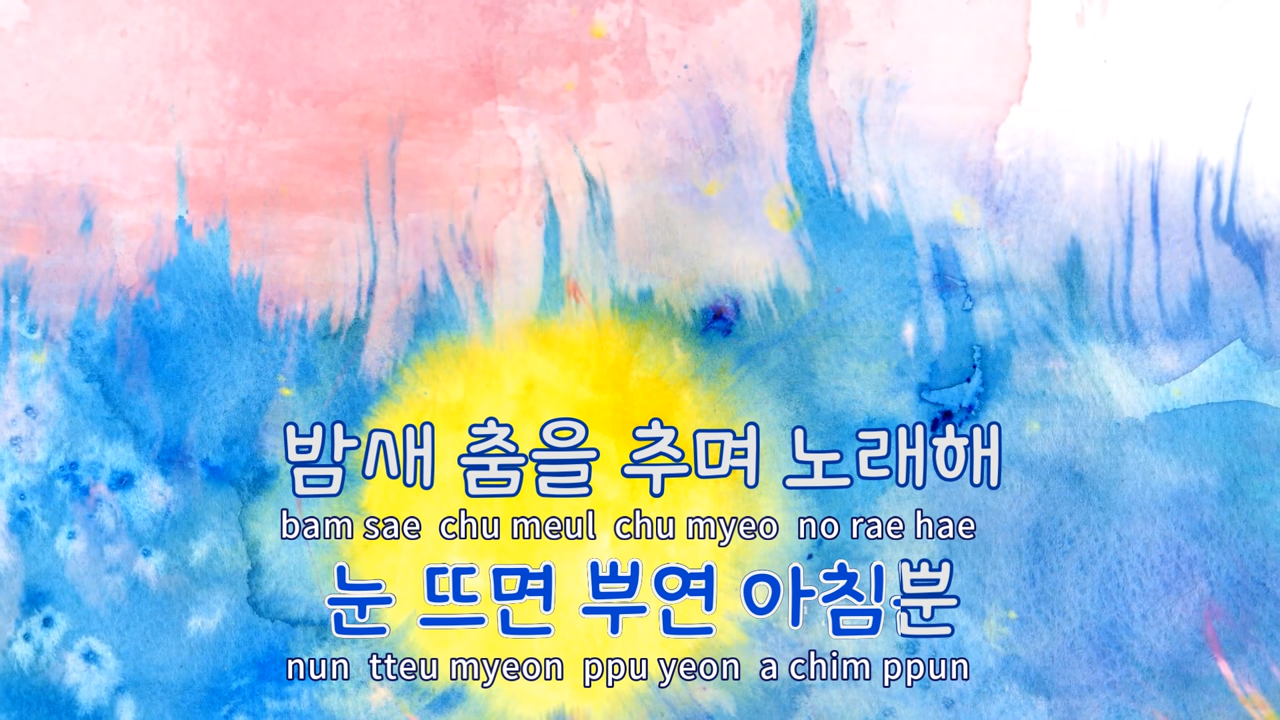 밤새 춤을 추며 노래해
bam sae chu meul chu myeo no rae hae
눈 뜨면 뿌연 아침뿐
nun tteu myeon ppu yeon a chim ppun